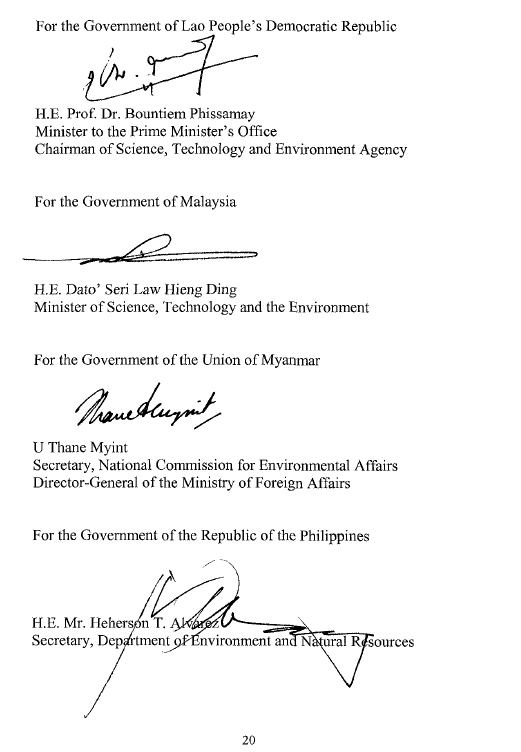 For the Government of Lao People's Democratic Republic
H.E. Prof. Dr. Bountiem Phissamay
Minister to the Prime Minister's Office
Chairman of Science, Technology and Environment Agency
For the Government of Malaysia
H.E. Dato' Seri Law Hieng Ding
Minister of Science, Technology and the Environment
For the Government of the Union of Myanmar
U Thane Myint
Secretary, National Commission for Environmental Affairs
Director-General of the Ministry of Foreign Affairs
For the Government of the Republic of the Philippines
H.E. Mr. Heherson T. Alvarez
Secretary, Department of Environment and Natural Resources
20